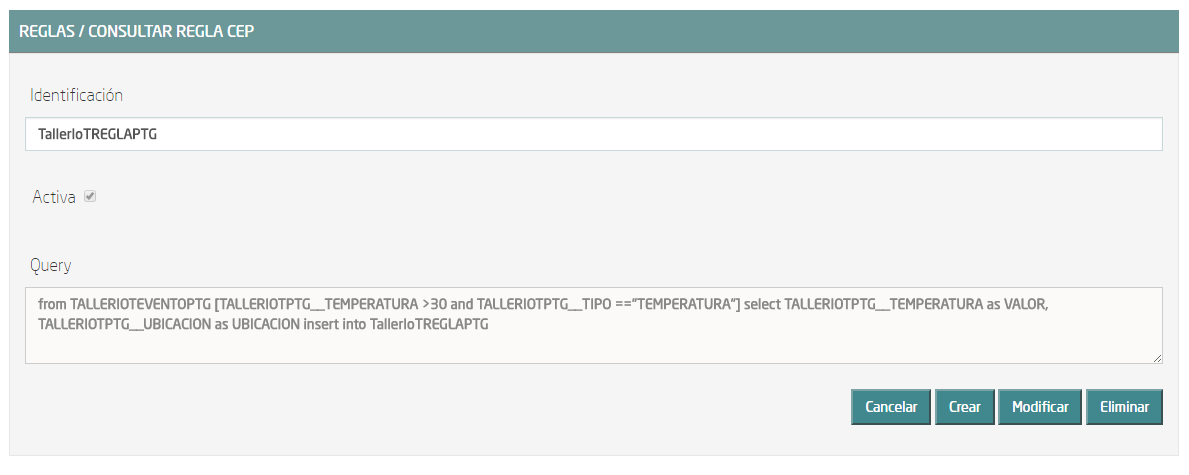 REGLAS / CONSULTAR REGLA CEP
Identificación
TallerIoTREGLAPTG
Activa
Query
from TALLERIOTEVENTOPTG [TALLERIOTPTG__TEMPERATURA >30 and TALLERIOTPTG__TIPO =="TEMPERATURA"] select TALLERIOTPTG__TEMPERATURA as VALOR,
TALLERIOTPTG__UBICACION as UBICACION insert into TallerIoTREGLAPTG
Cancelar Crear Modificar Eliminar